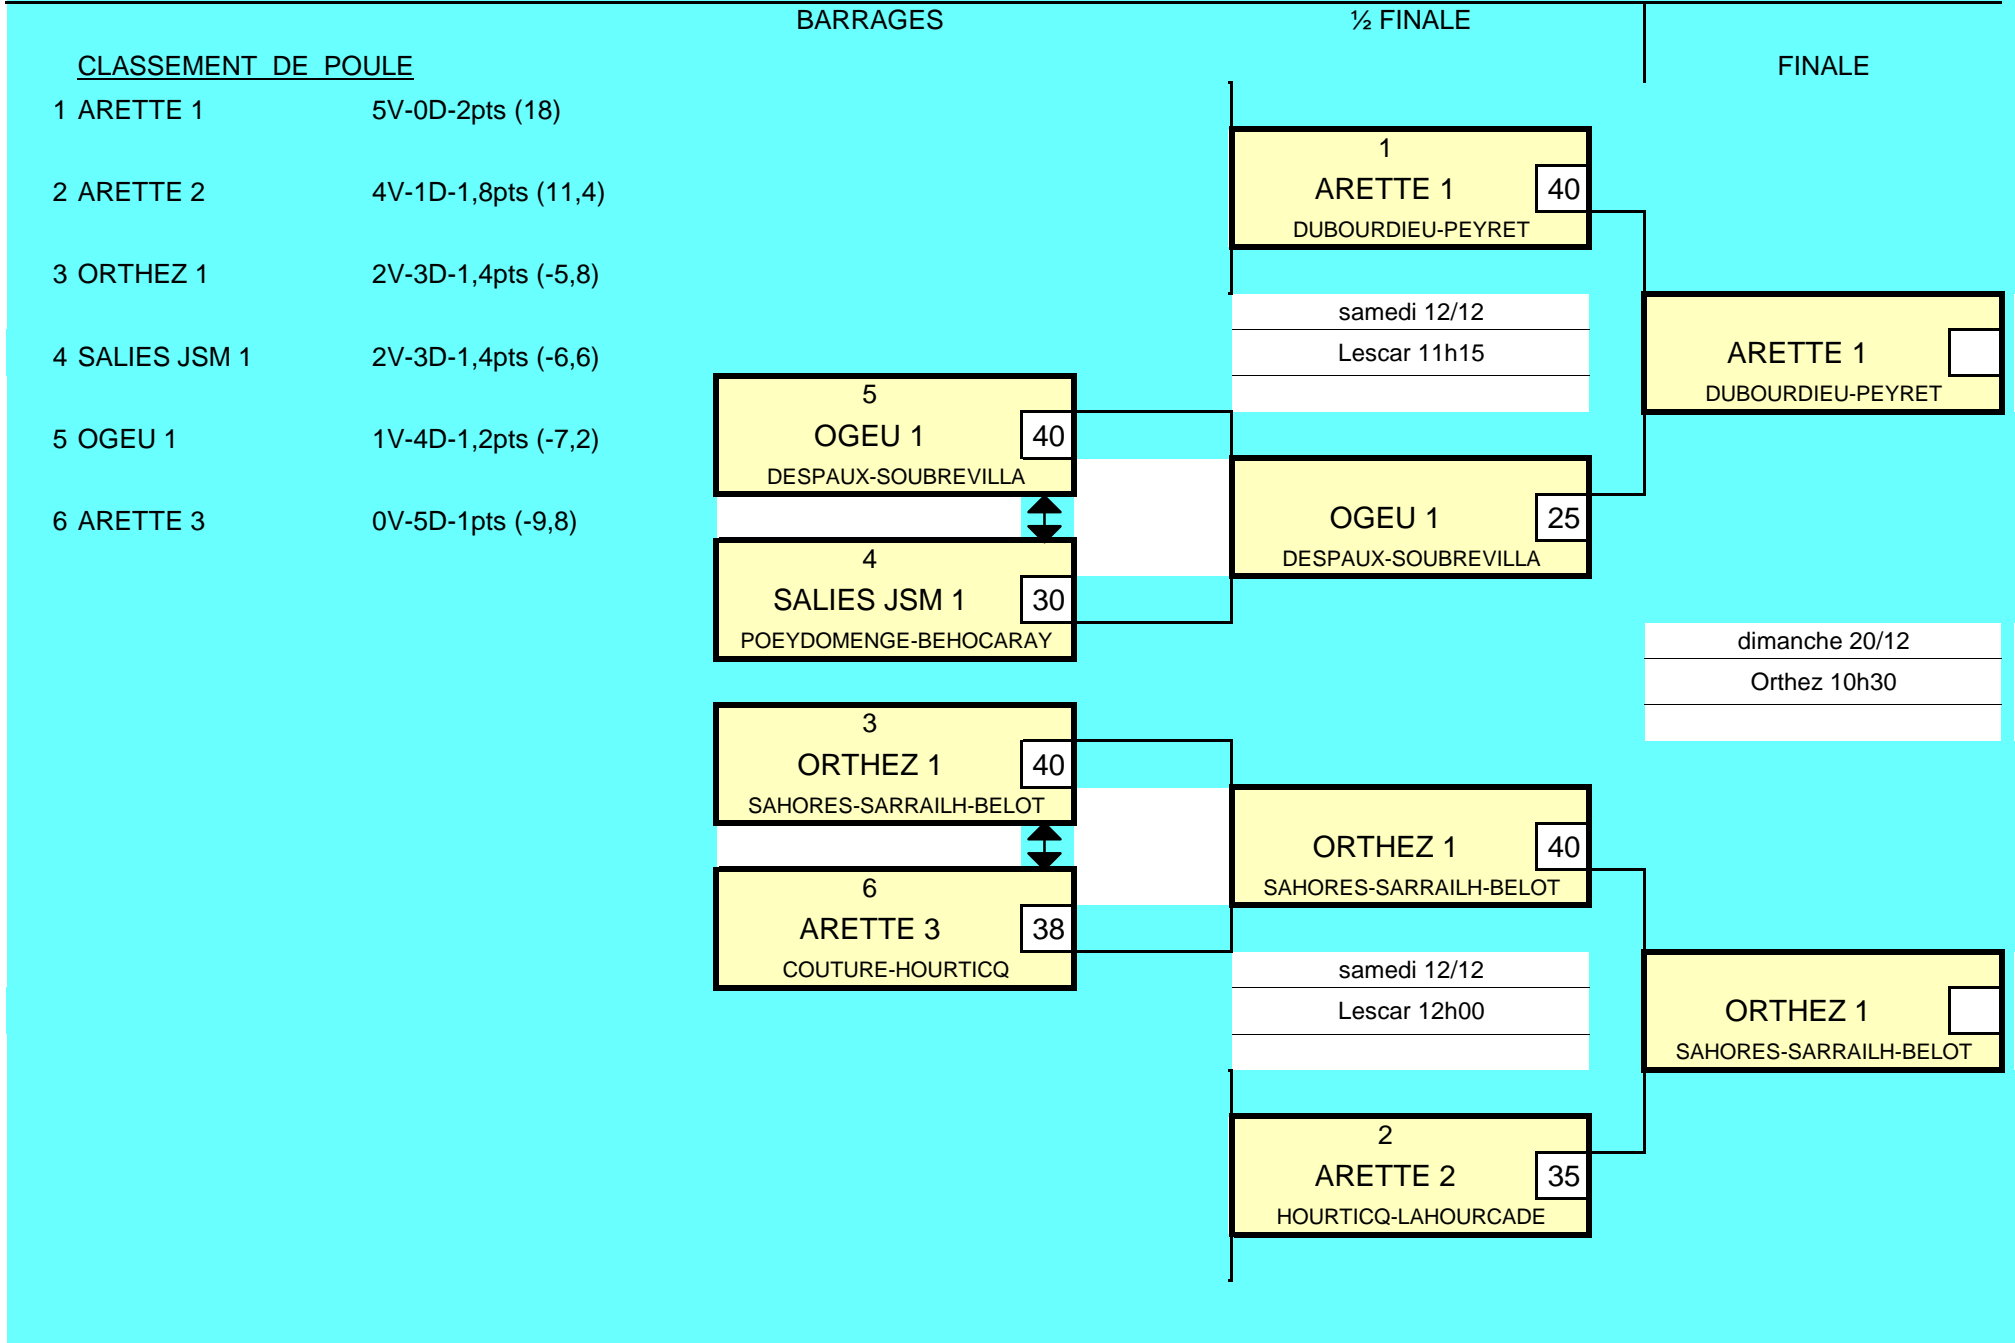 BARRAGES
½ FINALE
FINALE
CLASSEMENT DE POULE
1 ARETTE 1 5V-0D-2pts (18)
2 ARETTE 2 4V-1D-1,8pts (11,4)
3 ORTHEZ 1 2V-3D-1,4pts (-5,8)
4 SALIES JSM 1 2V-3D-1,4pts (-6,6)
5 OGEU 1 1V-4D-1,2pts (-7,2)
6 ARETTE 3 0V-5D-1pts (-9,8)
5
OGEU 1 40
DESPAUX-SOUBREVILLA
4
SALIES JSM 1 30
POEYDOMENGE-BEHOCARAY
3
ORTHEZ 1 40
SAHORES-SARRAILH-BELOT
6
ARETTE 3 38
COUTURE-HOURTICQ
1
ARETTE 1 40
DUBOURDIEU-PEYRET
samedi 12/12
Lescar 11h15
OGEU 1 25
DESPAUX-SOUBREVILLA
ORTHEZ 1 40
SAHORES-SARRAILH-BELOT
samedi 12/12
Lescar 12h00
2
ARETTE 2 35
HOURTICQ-LAHOURCADE
ARETTE 1
DUBOURDIEU-PEYRET
dimanche 20/12
Orthez 10h30
ORTHEZ 1
SAHORES-SARRAILH-BELOT